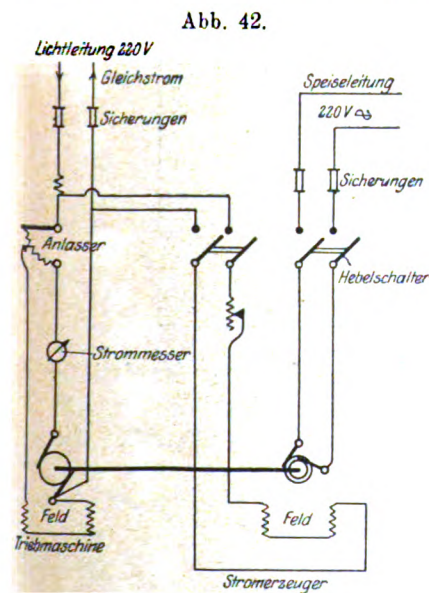 Abb. 42.
Lichtleitung 220 V
Gleichstrom
Speiseleitung
220 V
Sicherungen
Sicherungen
Anlasser
Hebelschalter
Strommesser
Feld
Feld
Triebmaschine
Stromerzeuger